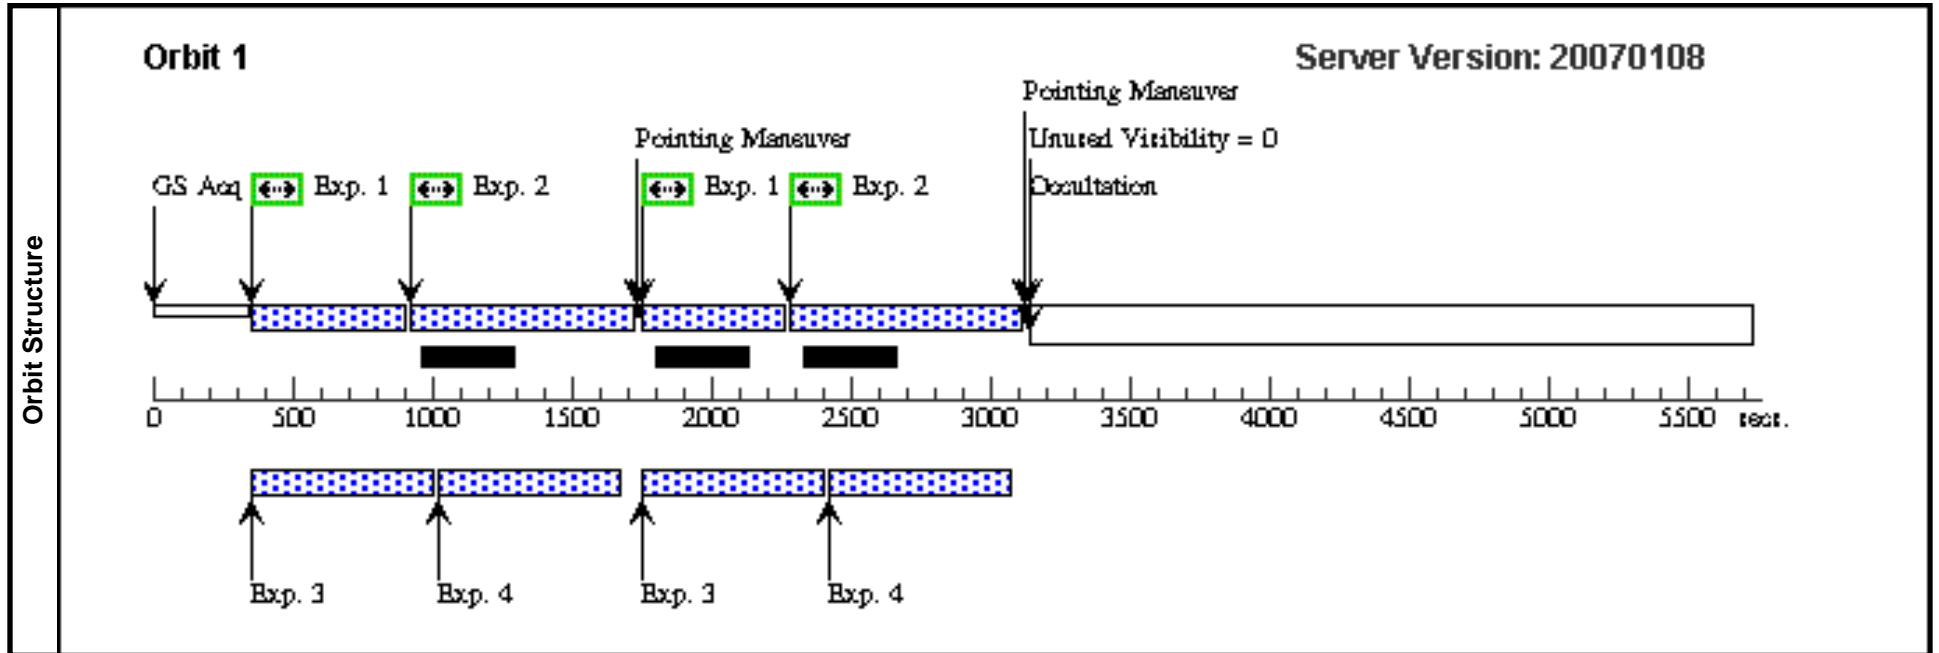 Orbit Structure
Orbit 1
Server Version: 20070108
Pointing Maneuver
Pointing Maneuver
Unused Visibility = 0
GS Acq
Exp. 1
Exp. 2
Exp. 1
Exp. 2
Occultation
0 500 1000 1500 2000 2500 3000 3500 4000 4500 5000 5500 secs.
Exp. 3
Exp. 4
Exp. 3
Exp. 4